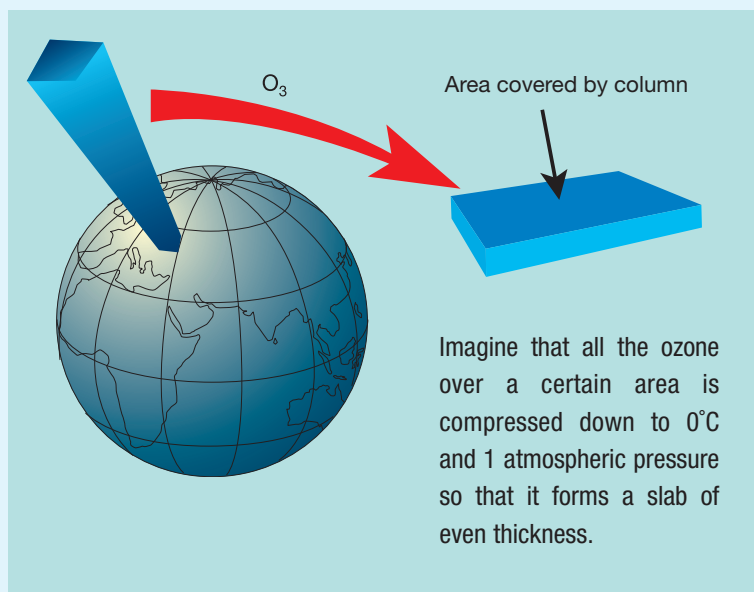 O₃
Area covered by column
Imagine that all the ozone
over a certain area is
compressed down to 0˚C
and 1 atmospheric pressure
so that it forms a slab of
even thickness.